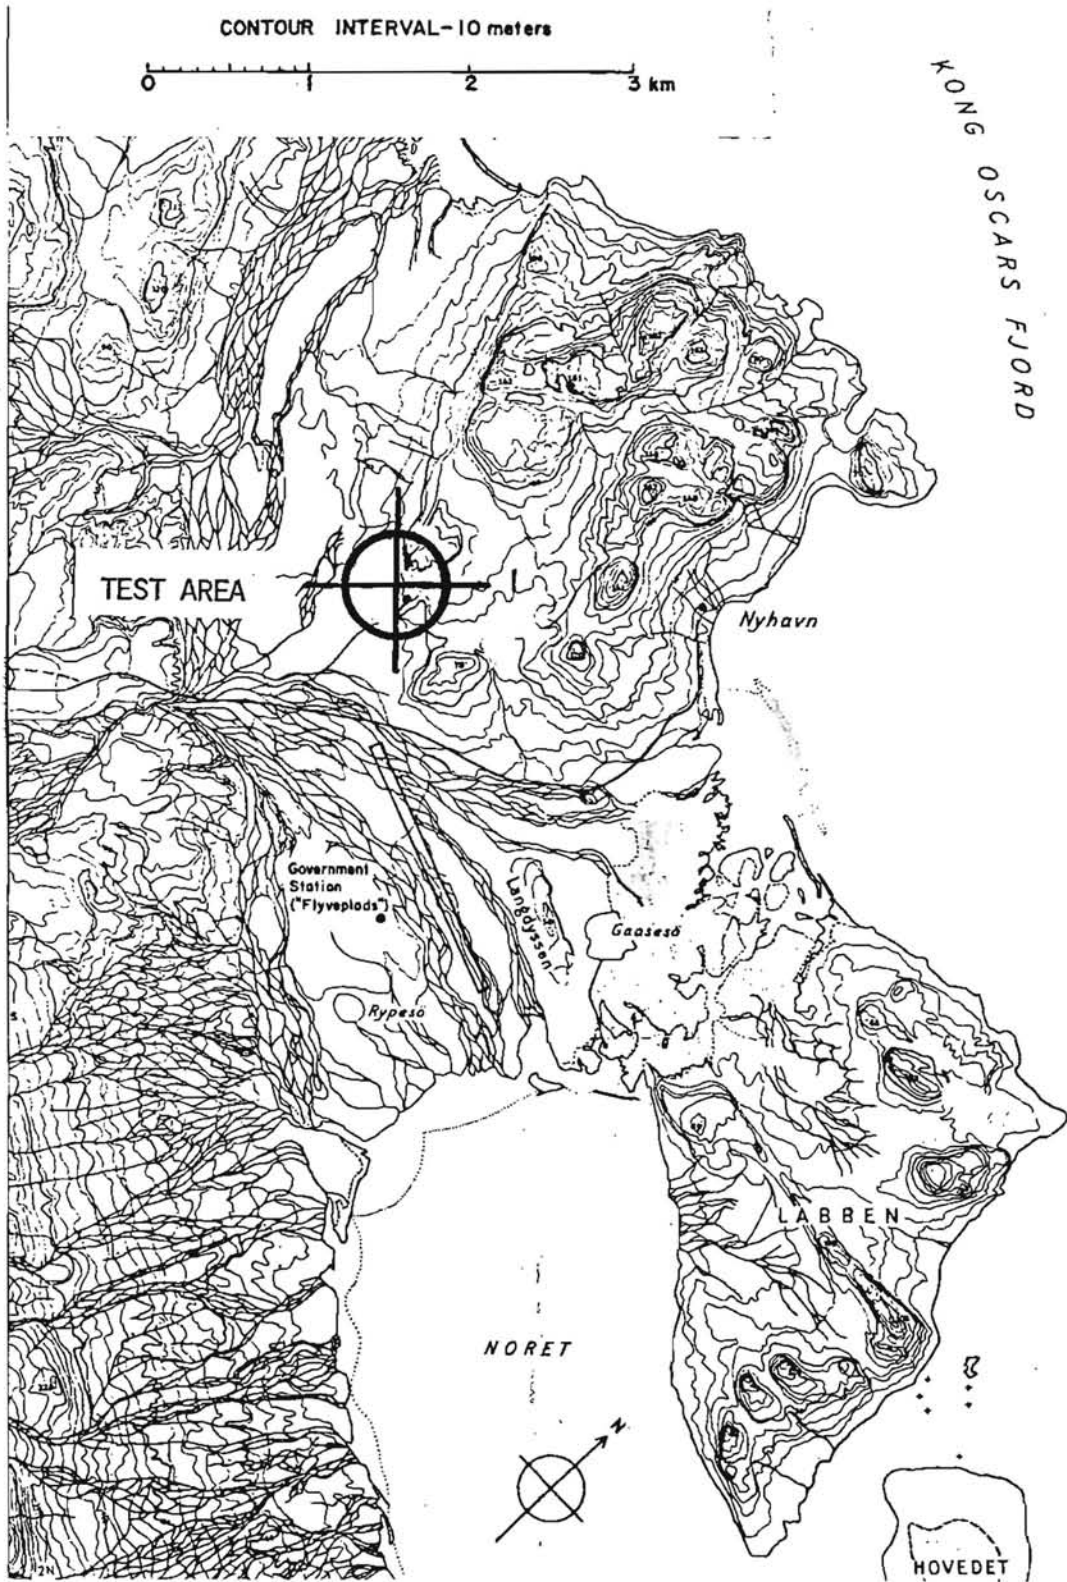 CONTOUR INTERVAL-10 meters
0 1 2 3 km
KONG OSCARS FJORD
TEST AREA
Nyhavn
Government
Station
("Flyveplads")
Langdyssen
Gaasesö
Rypesö
LABBEN
NORET
N
HOVEDET